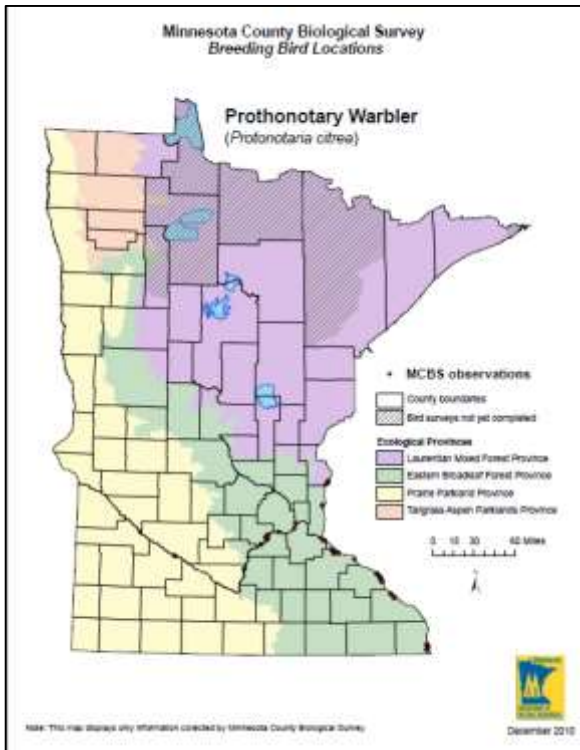 Minnesota County Biological Survey
Breeding Bird Locations
Prothonotary Warbler
(Protonotaria citrea)
MCBS observations
County boundaries
Bird surveys not yet completed
Ecological Provinces
Laurentian Mixed Forest Province
Eastern Broadleaf Forest Province
Prairie Parkland Province
Tallgrass Aspen Parklands Province
0 10 20 30 60 Miles
Note: This map displays only information collected by Minnesota County Biological Survey
December 2010